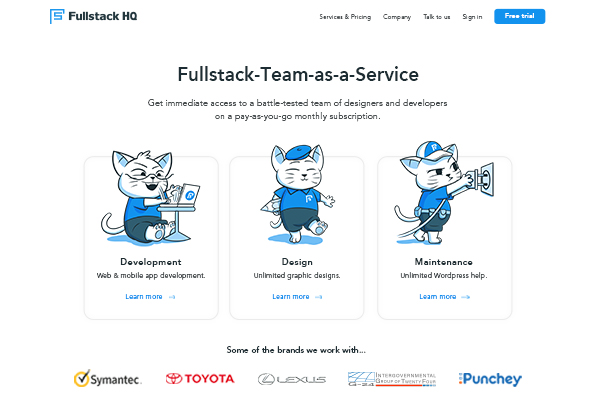 Fullstack HQ
Services & Pricing Company Talk to us Sign in Free trial
Fullstack-Team-as-a-Service
Get immediate access to a battle-tested team of designers and developers
on a pay-as-you-go monthly subscription.
Development Design Maintenance
Web & mobile app development. Unlimited graphic designs. Unlimited Wordpress help.
Learn more → Learn more → Learn more →
Some of the brands we work with...
Symantec. TOYOTA LEXUS G-24 INTERGOVERNMENTAL GROUP OF TWENTY FOUR Punchey